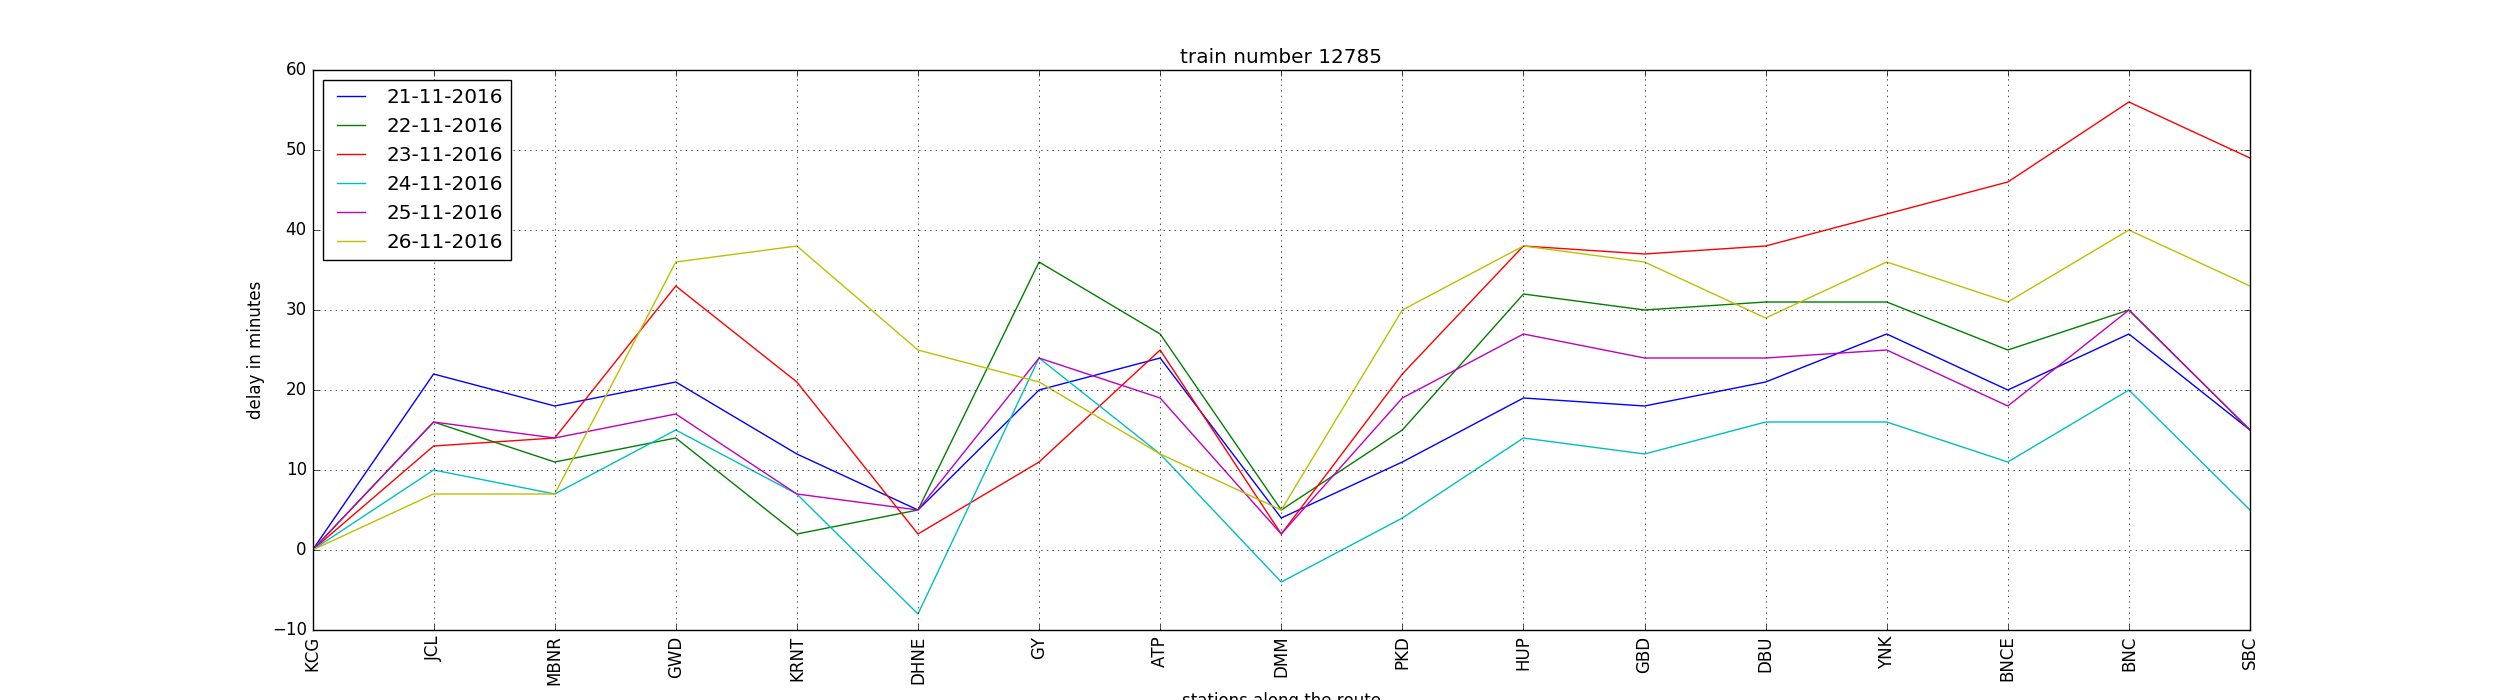 train number 12785
60
50
40
30
20
10
0
−10
delay in minutes
21-11-2016
22-11-2016
23-11-2016
24-11-2016
25-11-2016
26-11-2016
KCG
JCL
MBNR
GWD
KRNT
DHNE
GY
ATP
DMM
PKD
HUP
GBD
DBU
YNK
BNCE
BNC
SBC
stations along the route